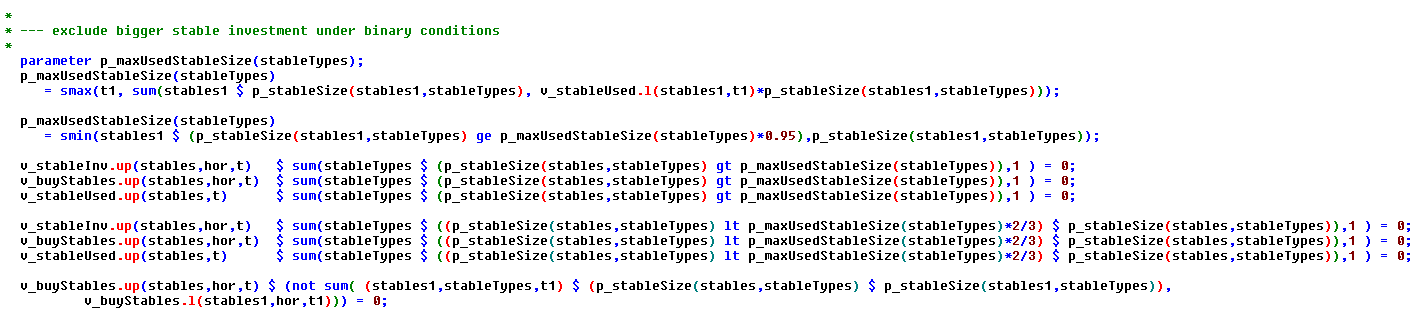 *
* --- exclude bigger stable investment under binary conditions
*
parameter p_maxUsedStableSize(stableTypes);
p_maxUsedStableSize(stableTypes)
= smax(t1, sum(stables1 $ p_stableSize(stables1,stableTypes), v_stableUsed.l(stables1,t1)*p_stableSize(stables1,stableTypes)));
p_maxUsedStableSize(stableTypes)
= smin(stables1 $ (p_stableSize(stables1,stableTypes) ge p_maxUsedStableSize(stableTypes)*0.95),p_stableSize(stables1,stableTypes));
v_stableInv.up(stables,hor,t) $ sum(stableTypes $ (p_stableSize(stables,stableTypes) gt p_maxUsedStableSize(stableTypes)),1 ) = 0;
v_buyStables.up(stables,hor,t) $ sum(stableTypes $ (p_stableSize(stables,stableTypes) gt p_maxUsedStableSize(stableTypes)),1 ) = 0;
v_stableUsed.up(stables,t) $ sum(stableTypes $ (p_stableSize(stables,stableTypes) gt p_maxUsedStableSize(stableTypes)),1 ) = 0;
v_stableInv.up(stables,hor,t) $ sum(stableTypes $ ((p_stableSize(stables,stableTypes) lt p_maxUsedStableSize(stableTypes)*2/3) $ p_stableSize(stables,stableTypes)),1 ) = 0;
v_buyStables.up(stables,hor,t) $ sum(stableTypes $ ((p_stableSize(stables,stableTypes) lt p_maxUsedStableSize(stableTypes)*2/3) $ p_stableSize(stables,stableTypes)),1 ) = 0;
v_stableUsed.up(stables,t) $ sum(stableTypes $ ((p_stableSize(stables,stableTypes) lt p_maxUsedStableSize(stableTypes)*2/3) $ p_stableSize(stables,stableTypes)),1 ) = 0;
v_buyStables.up(stables,hor,t) $ (not sum( (stables1,stableTypes,t1) $ (p_stableSize(stables,stableTypes) $ p_stableSize(stables1,stableTypes)),
v_buyStables.l(stables1,hor,t1))) = 0;